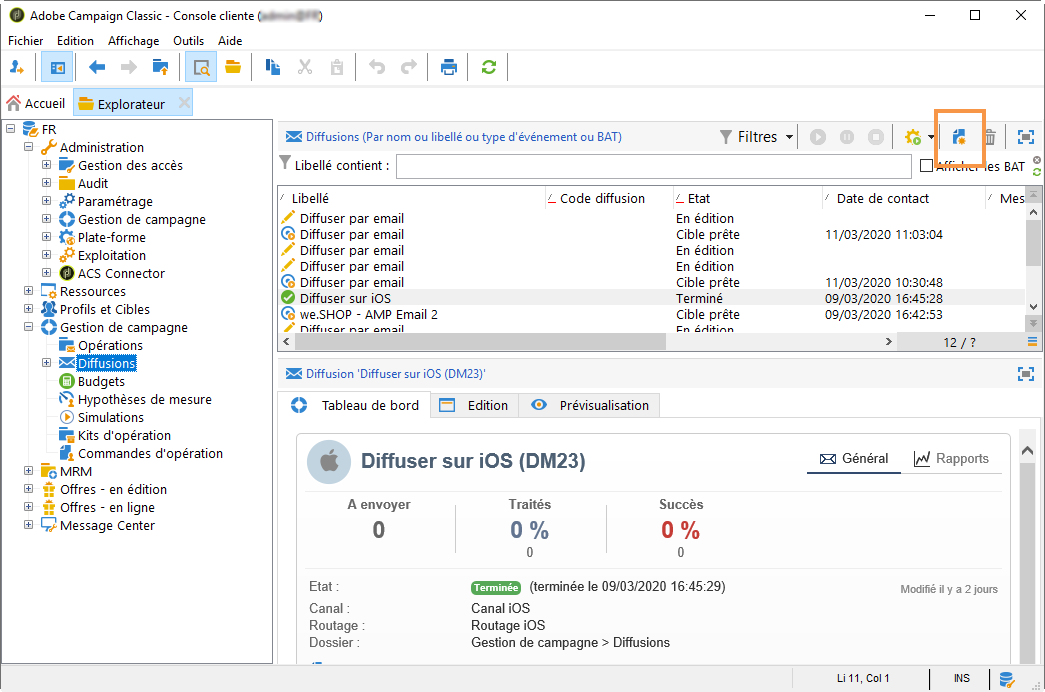 Adobe Campaign Classic - Console cliente (
Fichier Edition Affichage Outils Aide
Accueil Explorateur
FR
Administration
Gestion des accès
Audit
Paramétrage
Gestion de campagne
Plate-forme
Exploitation
ACS Connector
Ressources
Profils et Cibles
Gestion de campagne
Opérations
Diffusions
Budgets
Hypothèses de mesure
Simulations
Kits d'opération
Commandes d'opération
MRM
Offres - en édition
Offres - en ligne
Message Center
Diffusions (Par nom ou libellé ou type d'événement ou BAT) Filtres
Libellé contient : Afficher les BAT
Libellé Code diffusion Etat Date de contact Mes
Diffuser par email En édition
Diffuser par email Cible prête 11/03/2020 11:03:04
Diffuser par email En édition
Diffuser par email En édition
Diffuser par email Cible prête 11/03/2020 10:30:48
Diffuser sur iOS Terminé 09/03/2020 16:45:28
we.SHOP - AMP Email 2 Cible prête 09/03/2020 16:42:53
Diffuser par email En édition
12 / ?
Diffusion 'Diffuser sur iOS (DM23)'
Tableau de bord Edition Prévisualisation
Diffuser sur iOS (DM23) Général Rapports
A envoyer Traités Succès
0 0 % 0 %
0 0
Etat : Terminée (terminée le 09/03/2020 16:45:29) Modifié il y a 2 jours
Canal : Canal iOS
Routage : Routage iOS
Dossier : Gestion de campagne > Diffusions
Li 11, Col 1 INS